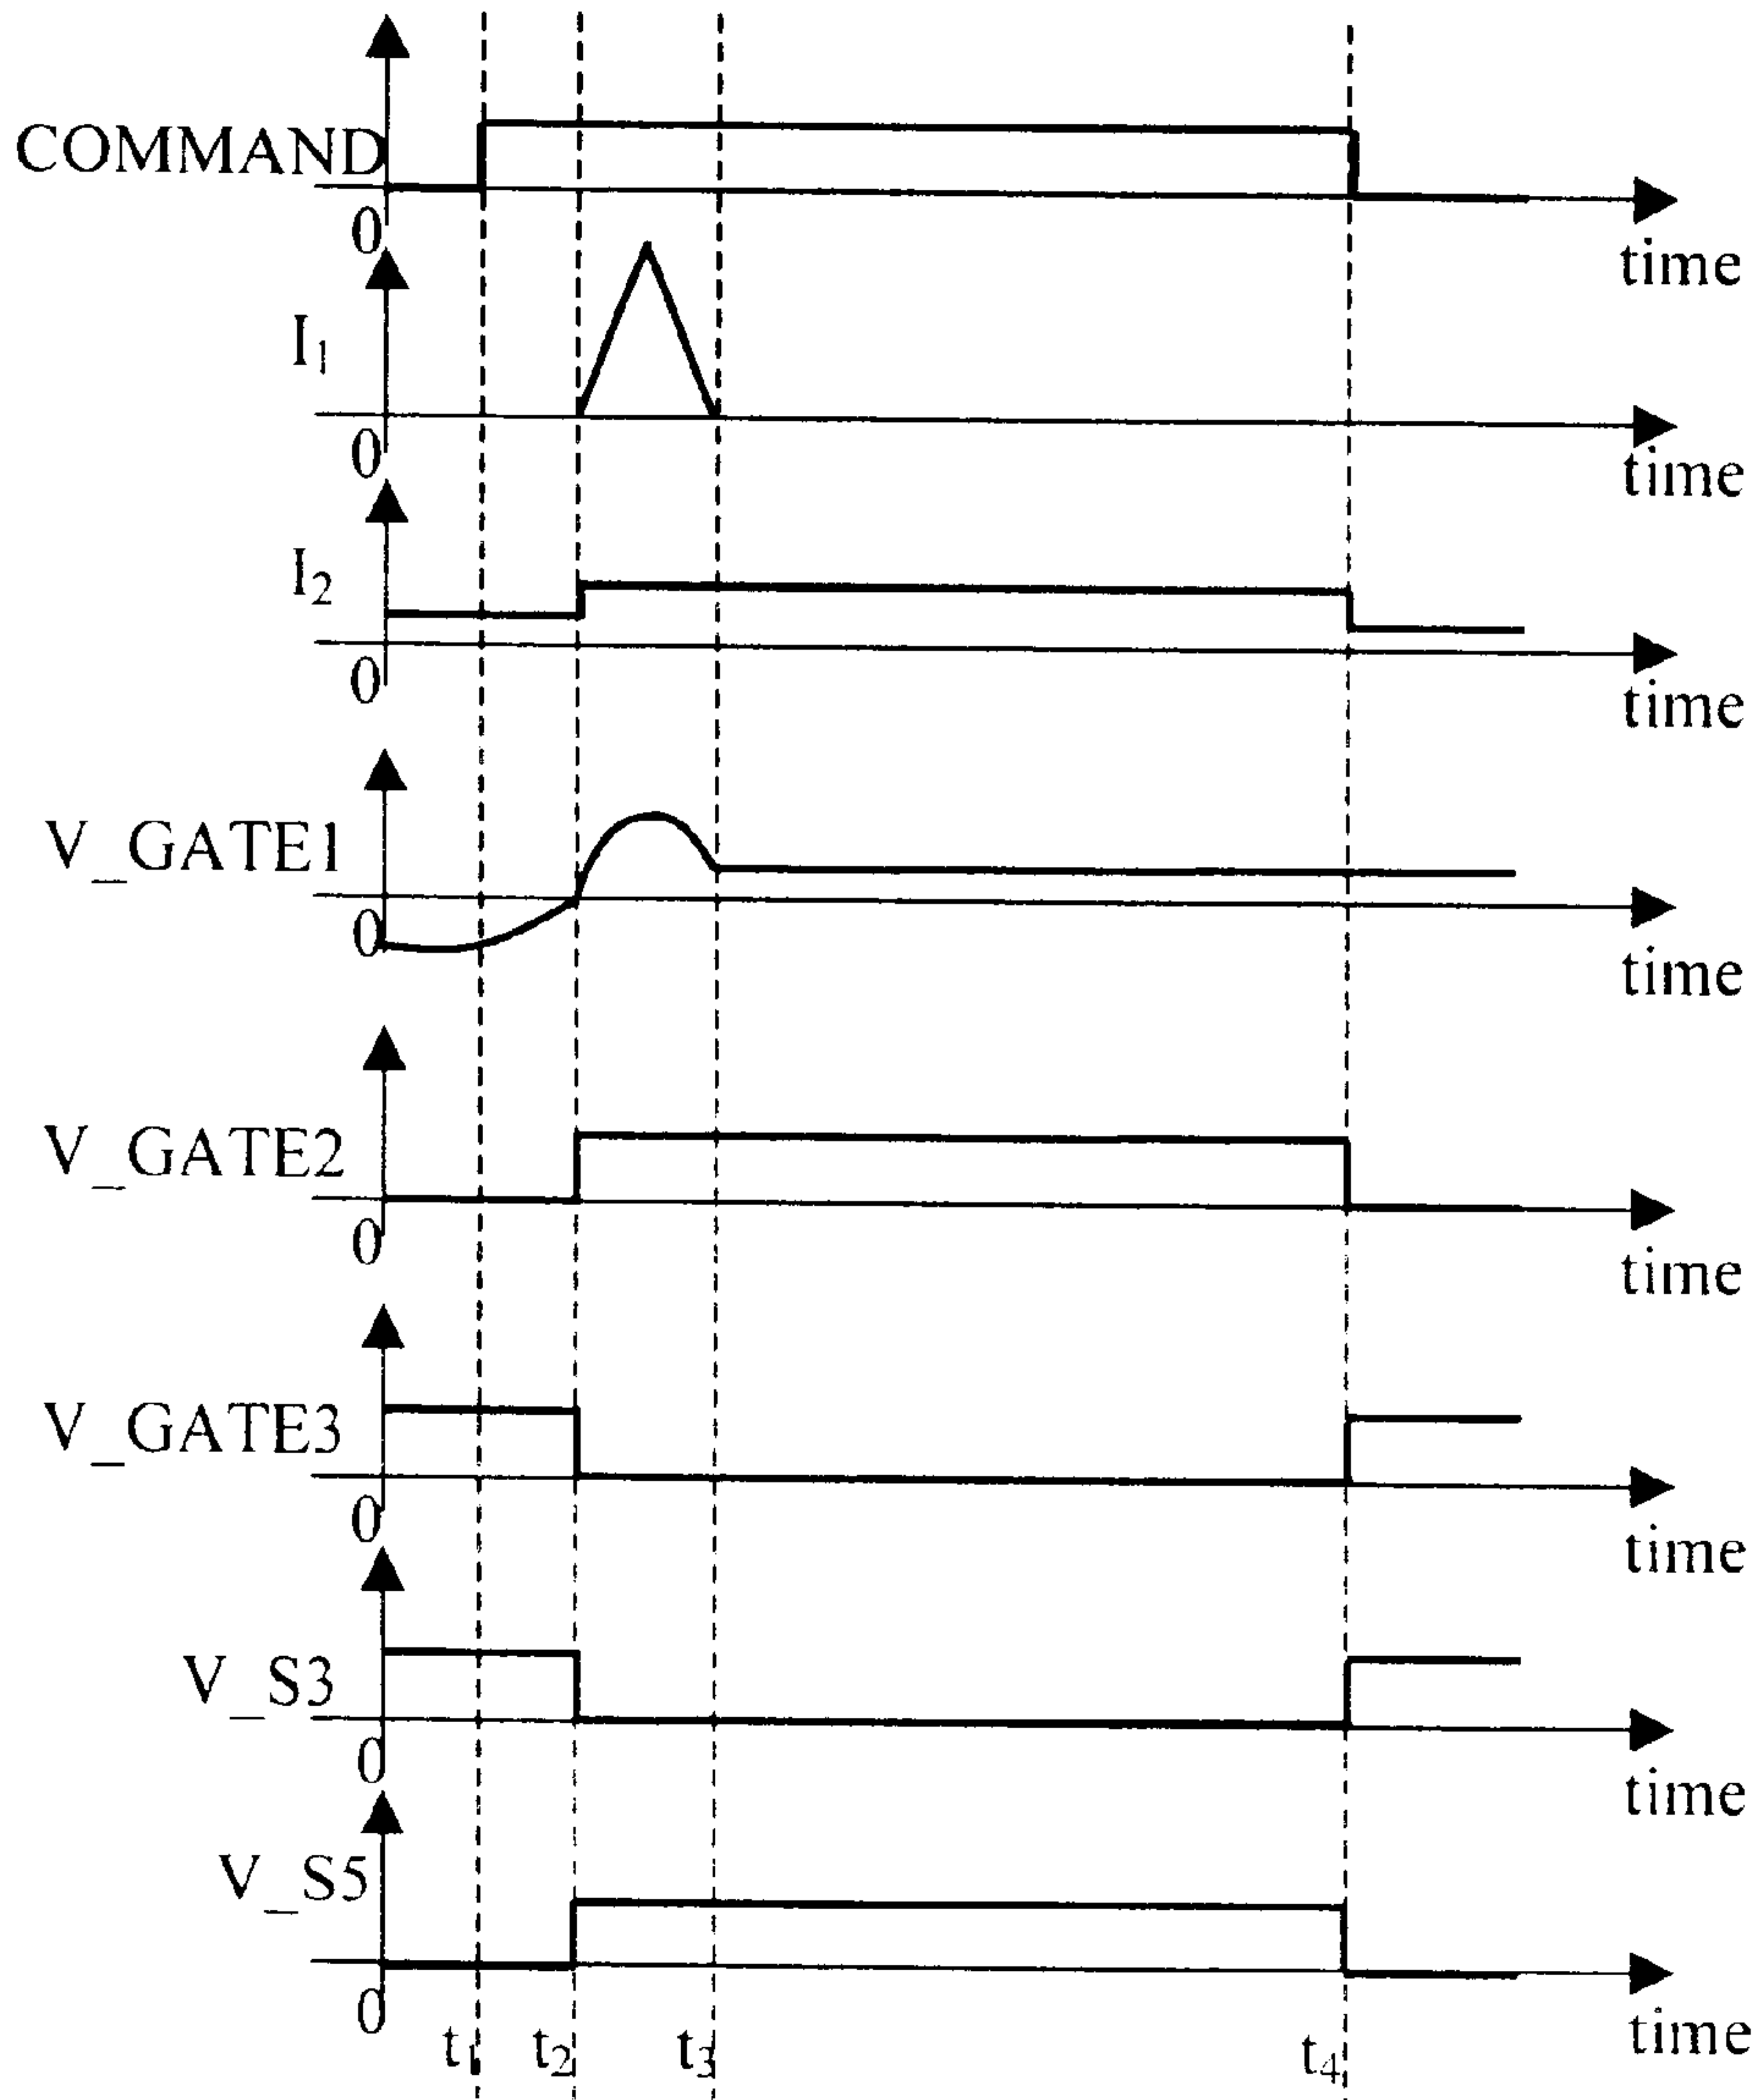 COMMAND
0
time
I₁
0
time
I₂
0
time
V_GATE1
0
time
V_GATE2
0
time
V_GATE3
0
time
V_S3
0
time
V_S5
0
time
t₁ t₂ t₃ t₄